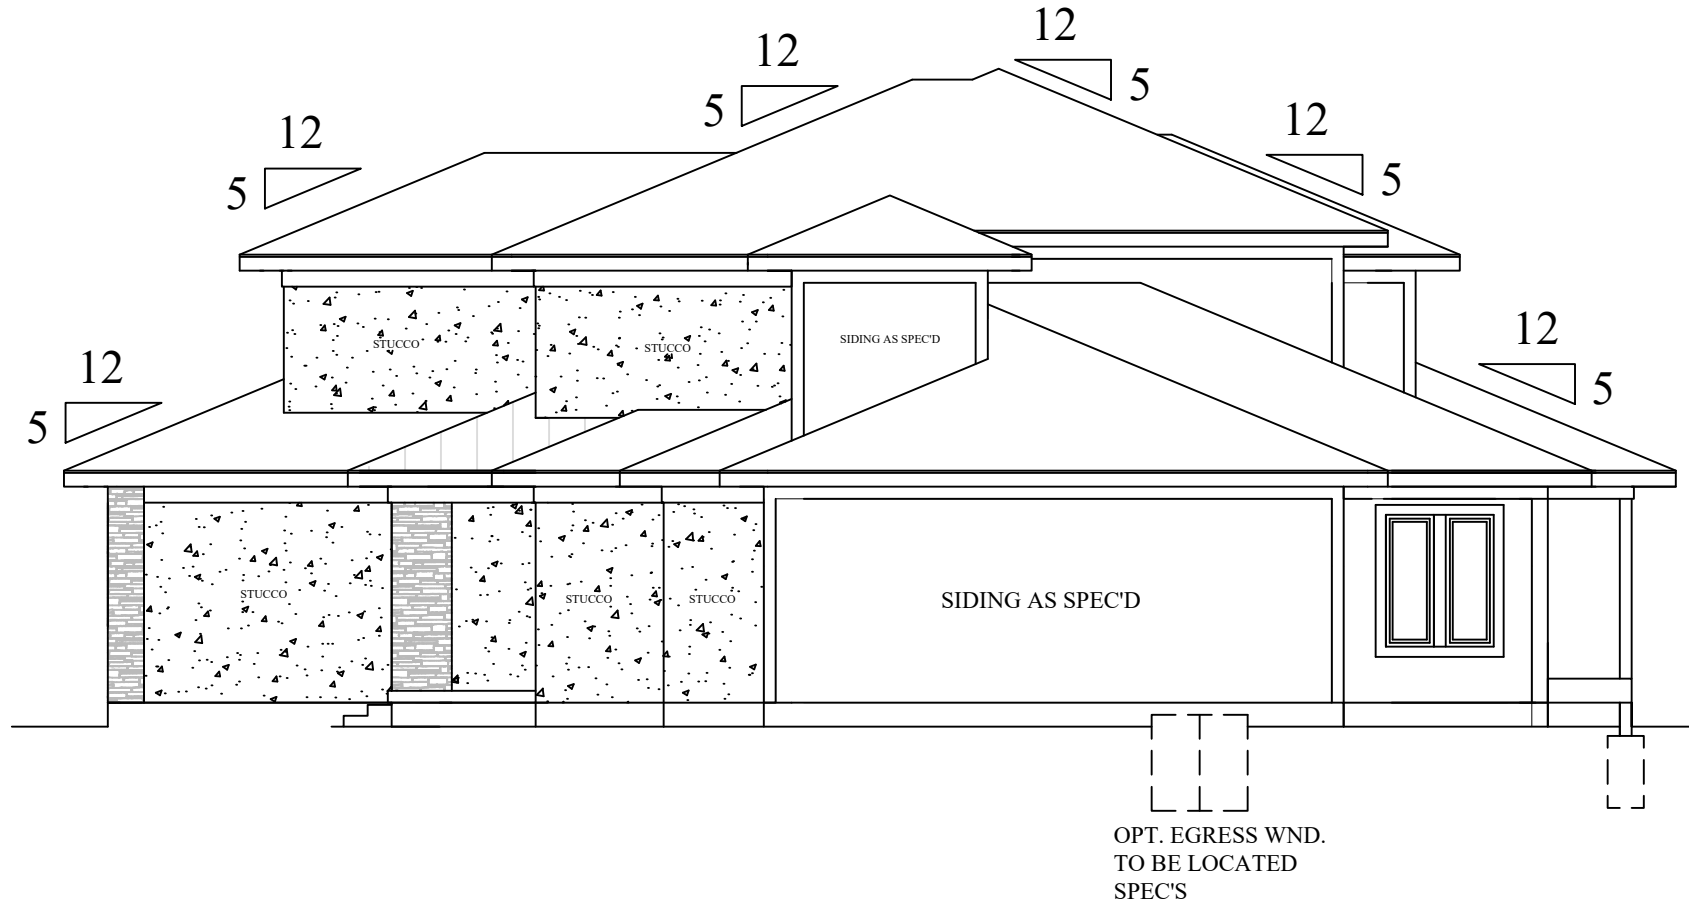 12
5
12
5
12
5
12
5
12
5
12
5
STUCCO
STUCCO
SIDING AS SPEC'D
STUCCO
STUCCO
STUCCO
SIDING AS SPEC'D
OPT. EGRESS WND.
TO BE LOCATED
SPEC'S